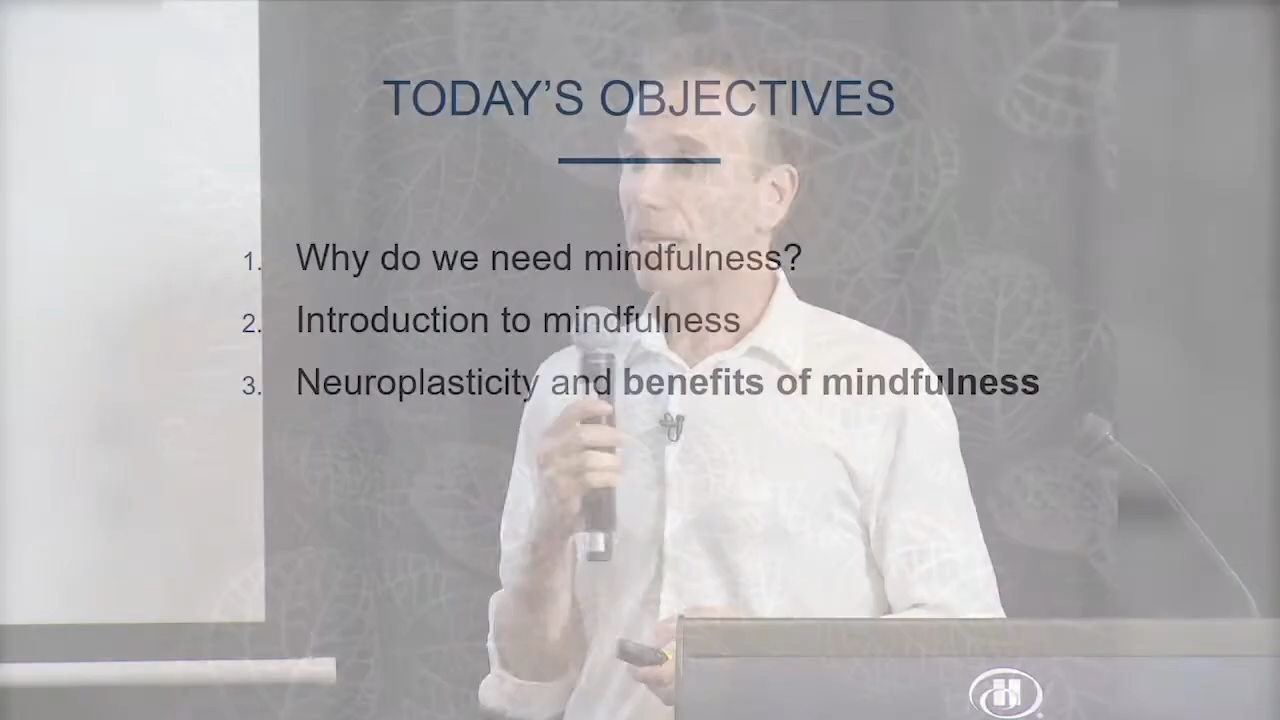 TODAY'S OBJECTIVES
1. Why do we need mindfulness?
2. Introduction to mindfulness
3. Neuroplasticity and benefits of mindfulness
H